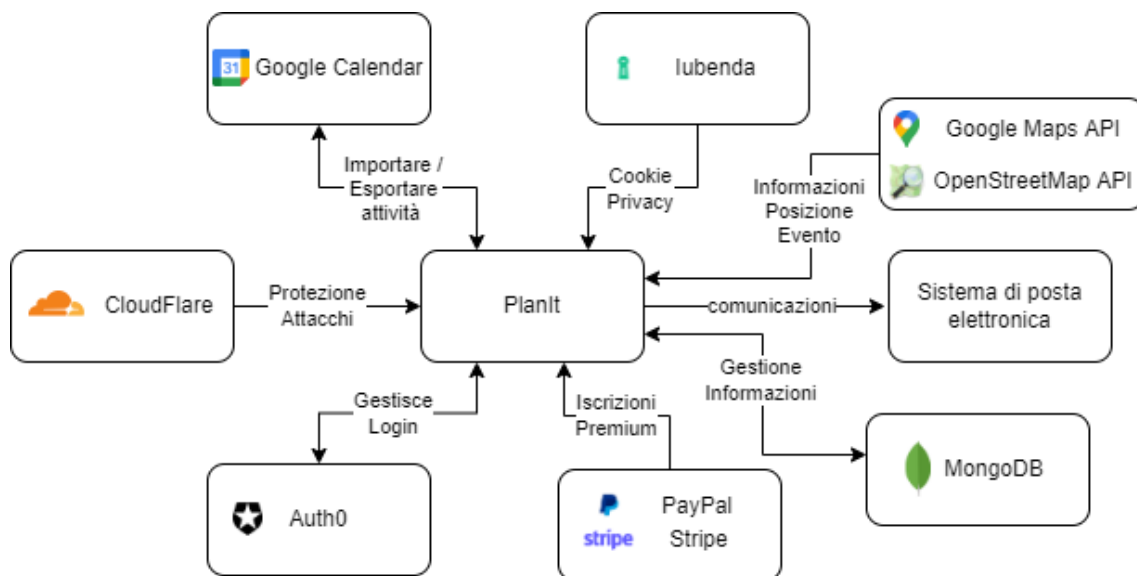 31
Google Calendar
Iubenda
Google Maps API
OpenStreetMap API
Importare /
Esportare
attività
Cookie
Privacy
Informazioni
Posizione
Evento
CloudFlare
Protezione
Attacchi
PlanIt
comunicazioni
Sistema di posta
elettronica
Gestisce
Login
Iscrizioni
Premium
Gestione
Informazioni
MongoDB
Auth0
PayPal
stripe
Stripe